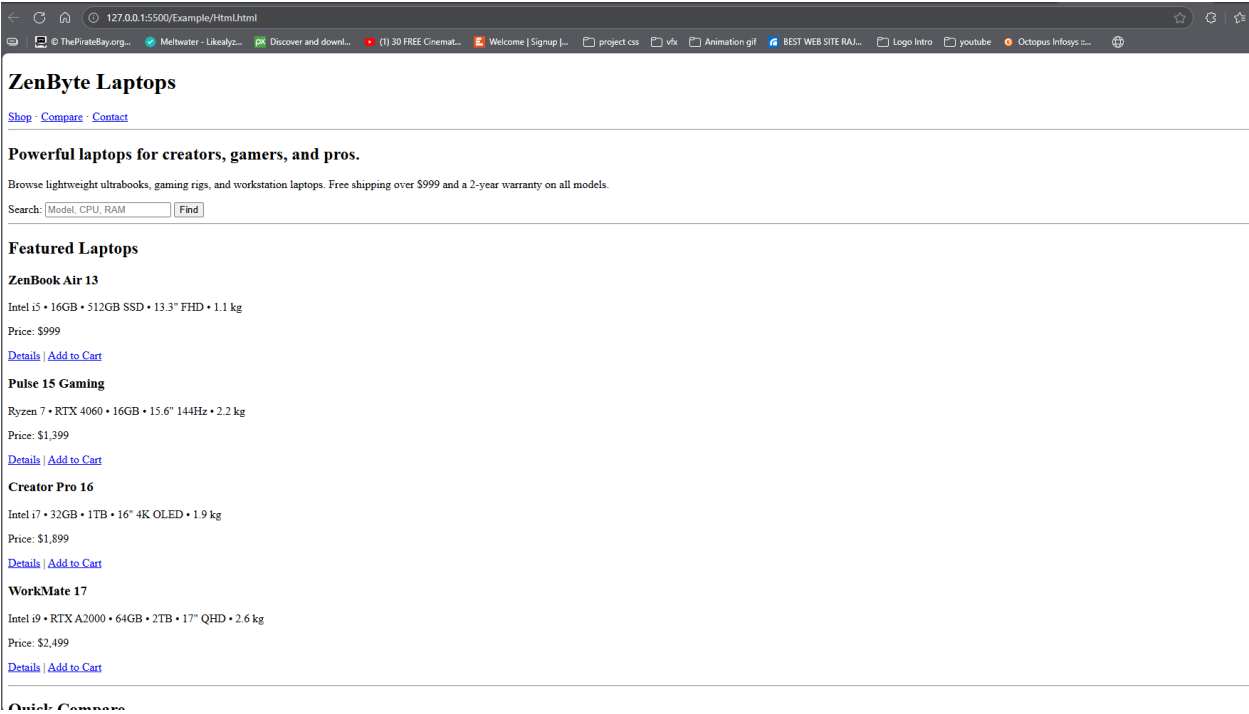 127.0.0.1:5500/Example/Html.html
© ThePirateBay.org... Meltwater - Likealyz... Discover and downl... (1) 30 FREE Cinemat... Welcome | Signup |... project css vfx Animation gif BEST WEB SITE RAJ... Logo Intro youtube Octopus Infosys ::...
ZenByte Laptops
Shop · Compare · Contact
Powerful laptops for creators, gamers, and pros.
Browse lightweight ultrabooks, gaming rigs, and workstation laptops. Free shipping over $999 and a 2-year warranty on all models.
Search: Model, CPU, RAM Find
Featured Laptops
ZenBook Air 13
Intel i5 • 16GB • 512GB SSD • 13.3" FHD • 1.1 kg
Price: $999
Details | Add to Cart
Pulse 15 Gaming
Ryzen 7 • RTX 4060 • 16GB • 15.6" 144Hz • 2.2 kg
Price: $1,399
Details | Add to Cart
Creator Pro 16
Intel i7 • 32GB • 1TB • 16" 4K OLED • 1.9 kg
Price: $1,899
Details | Add to Cart
WorkMate 17
Intel i9 • RTX A2000 • 64GB • 2TB • 17" QHD • 2.6 kg
Price: $2,499
Details | Add to Cart
Quick Compare